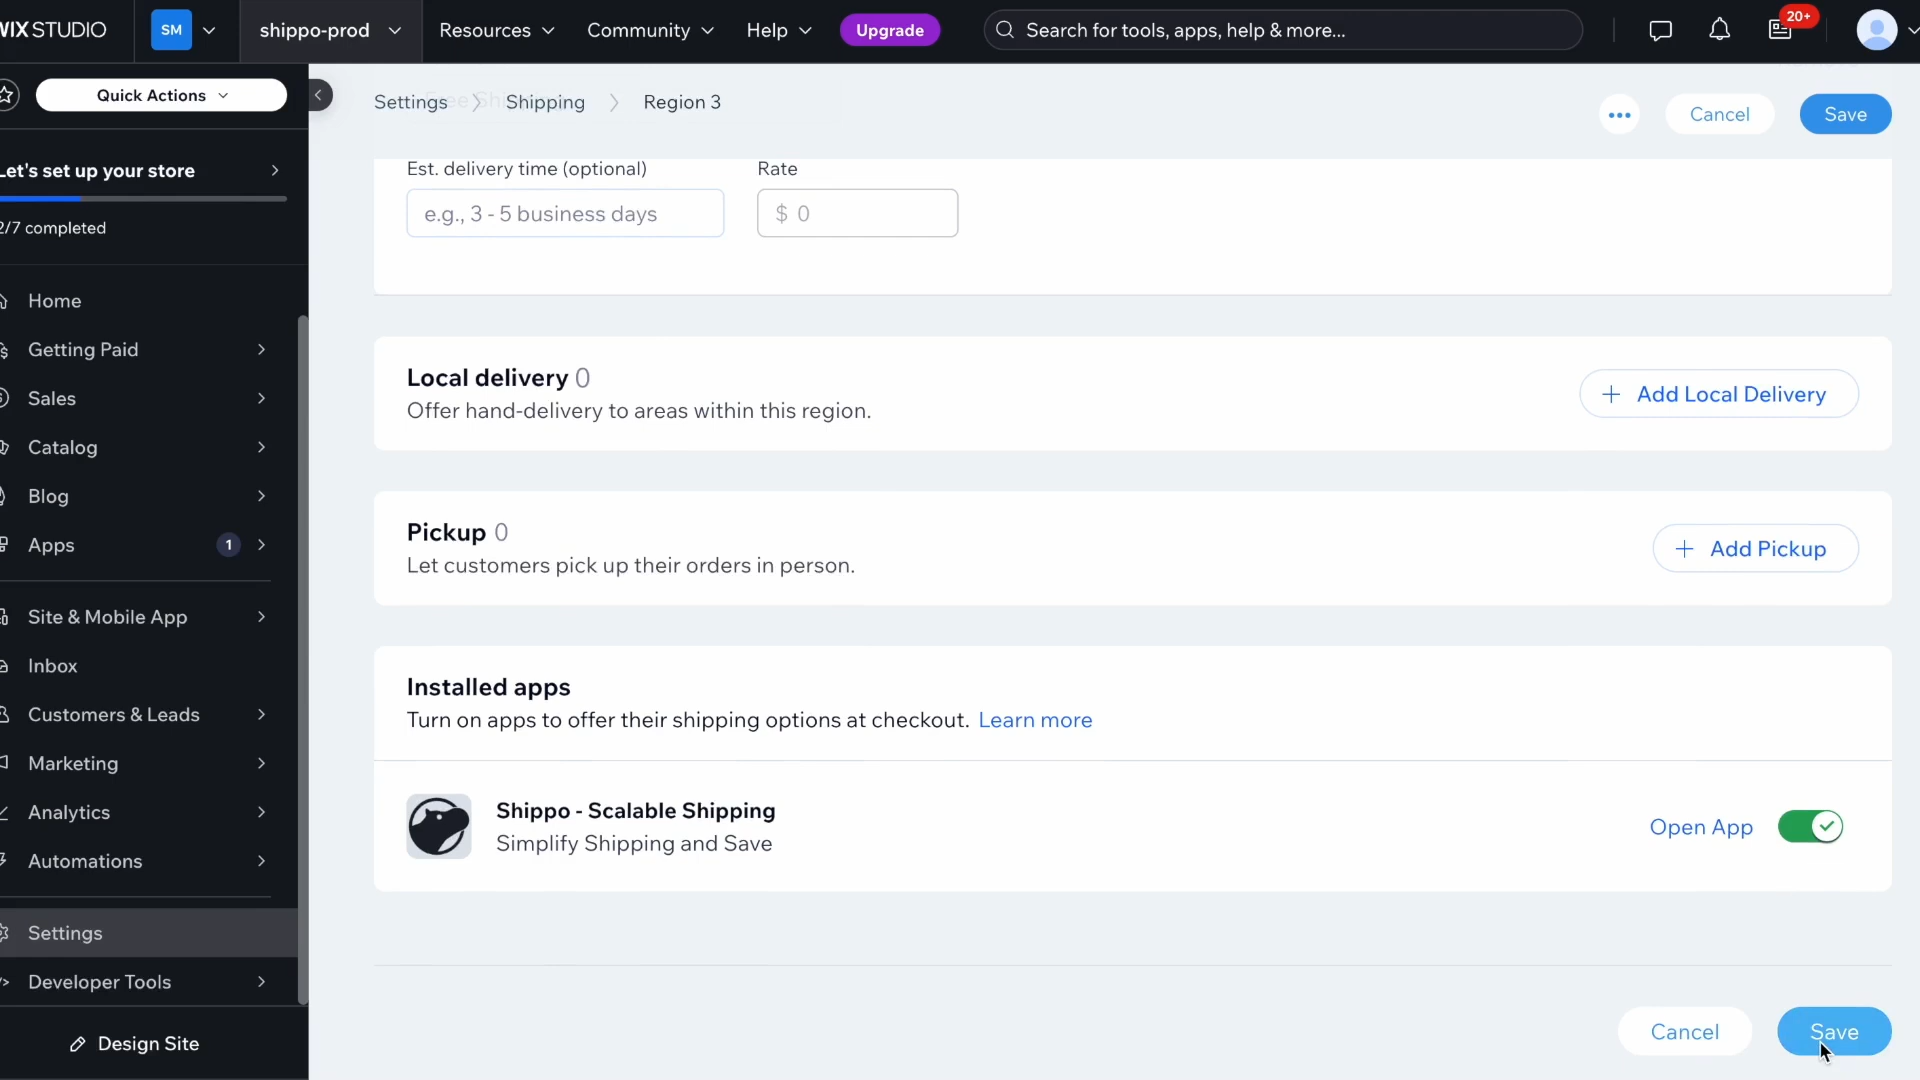 WIX STUDIO
SM
shippo-prod
Resources
Community
Help
Upgrade
Search for tools, apps, help & more...
20+
Quick Actions
Let's set up your store
2/7 completed
Home
Getting Paid
Sales
Catalog
Blog
Apps
1
Site & Mobile App
Inbox
Customers & Leads
Marketing
Analytics
Automations
Settings
Developer Tools
Design Site
Settings
Shipping
Region 3
Cancel
Save
Est. delivery time (optional)
Rate
e.g., 3 - 5 business days
$ 0
Local delivery 0
Offer hand-delivery to areas within this region.
+ Add Local Delivery
Pickup 0
Let customers pick up their orders in person.
+ Add Pickup
Installed apps
Turn on apps to offer their shipping options at checkout. Learn more
Shippo - Scalable Shipping
Simplify Shipping and Save
Open App
Cancel
Save